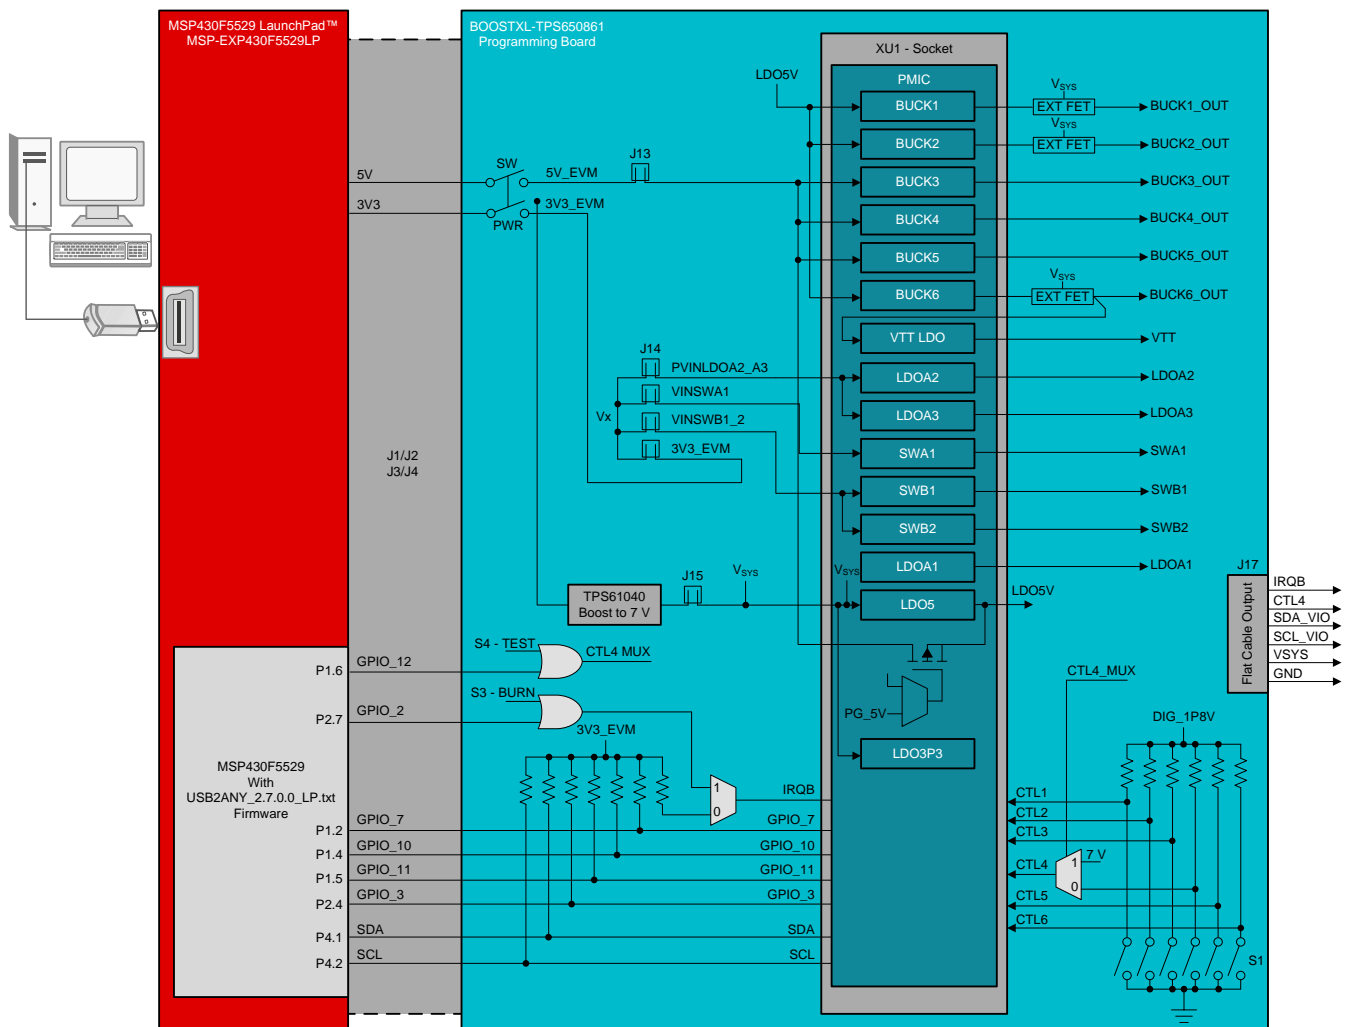 MSP430F5529 LaunchPad™
MSP-EXP430F5529LP
BOOSTXL-TPS650861
Programming Board
XU1 - Socket
PMIC
LDO5V
BUCK1
VSYS
EXT FET
BUCK1_OUT
BUCK2
VSYS
EXT FET
BUCK2_OUT
J13
SW
5V
5V_EVM
BUCK3
BUCK3_OUT
3V3
3V3_EVM
PWR
BUCK4
BUCK4_OUT
BUCK5
BUCK5_OUT
VSYS
BUCK6
EXT FET
BUCK6_OUT
VTT LDO
VTT
J14
PVINLDOA2_A3
LDOA2
LDOA2
VINSWA1
Vx
VINSWB1_2
LDOA3
LDOA3
3V3_EVM
SWA1
SWA1
J1/J2
J3/J4
SWB1
SWB1
SWB2
SWB2
LDOA1
LDOA1
J17
TPS61040
Boost to 7 V
J15
VSYS
VSYS
LDO5
LDO5V
Flat Cable Output
IRQB
CTL4
SDA_VIO
SCL_VIO
VSYS
GND
S4 - TEST
CTL4 MUX
P1.6
GPIO_12
S3 - BURN
P2.7
GPIO_2
3V3_EVM
PG_5V
LDO3P3
CTL4_MUX
DIG_1P8V
MSP430F5529
With
USB2ANY_2.7.0.0_LP.txt
Firmware
1
0
IRQB
P1.2
GPIO_7
GPIO_7
P1.4
GPIO_10
GPIO_10
P1.5
GPIO_11
GPIO_11
P2.4
GPIO_3
GPIO_3
P4.1
SDA
SDA
P4.2
SCL
SCL
CTL1
CTL2
CTL3
CTL4
1
0
7 V
CTL5
CTL6
S1